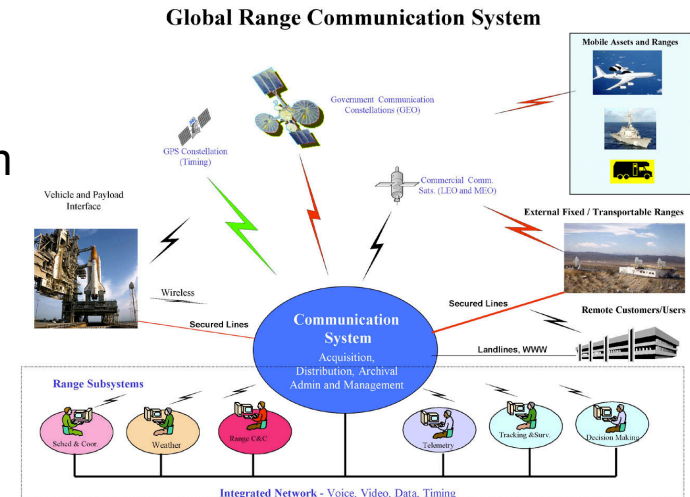 Global Range Communication System
n
Mobile Assets and Ranges
Government Communication
Constellations (GEO)
GPS Constellation
(Timing)
Commercial Comm.
Sats. (LEO and MEO)
Vehicle and Payload
Interface
External Fixed / Transportable Ranges
Wireless
Secured Lines
Secured Lines
Remote Customers/Users
Landlines, WWW
Communication
System
Acquisition,
Distribution, Archival
Admin and Management
Range Subsystems
Sched & Coor.
Weather
Range C&C
Telemetry
Tracking &Surv.
Decision Making
Integrated Network - Voice, Video, Data, Timing